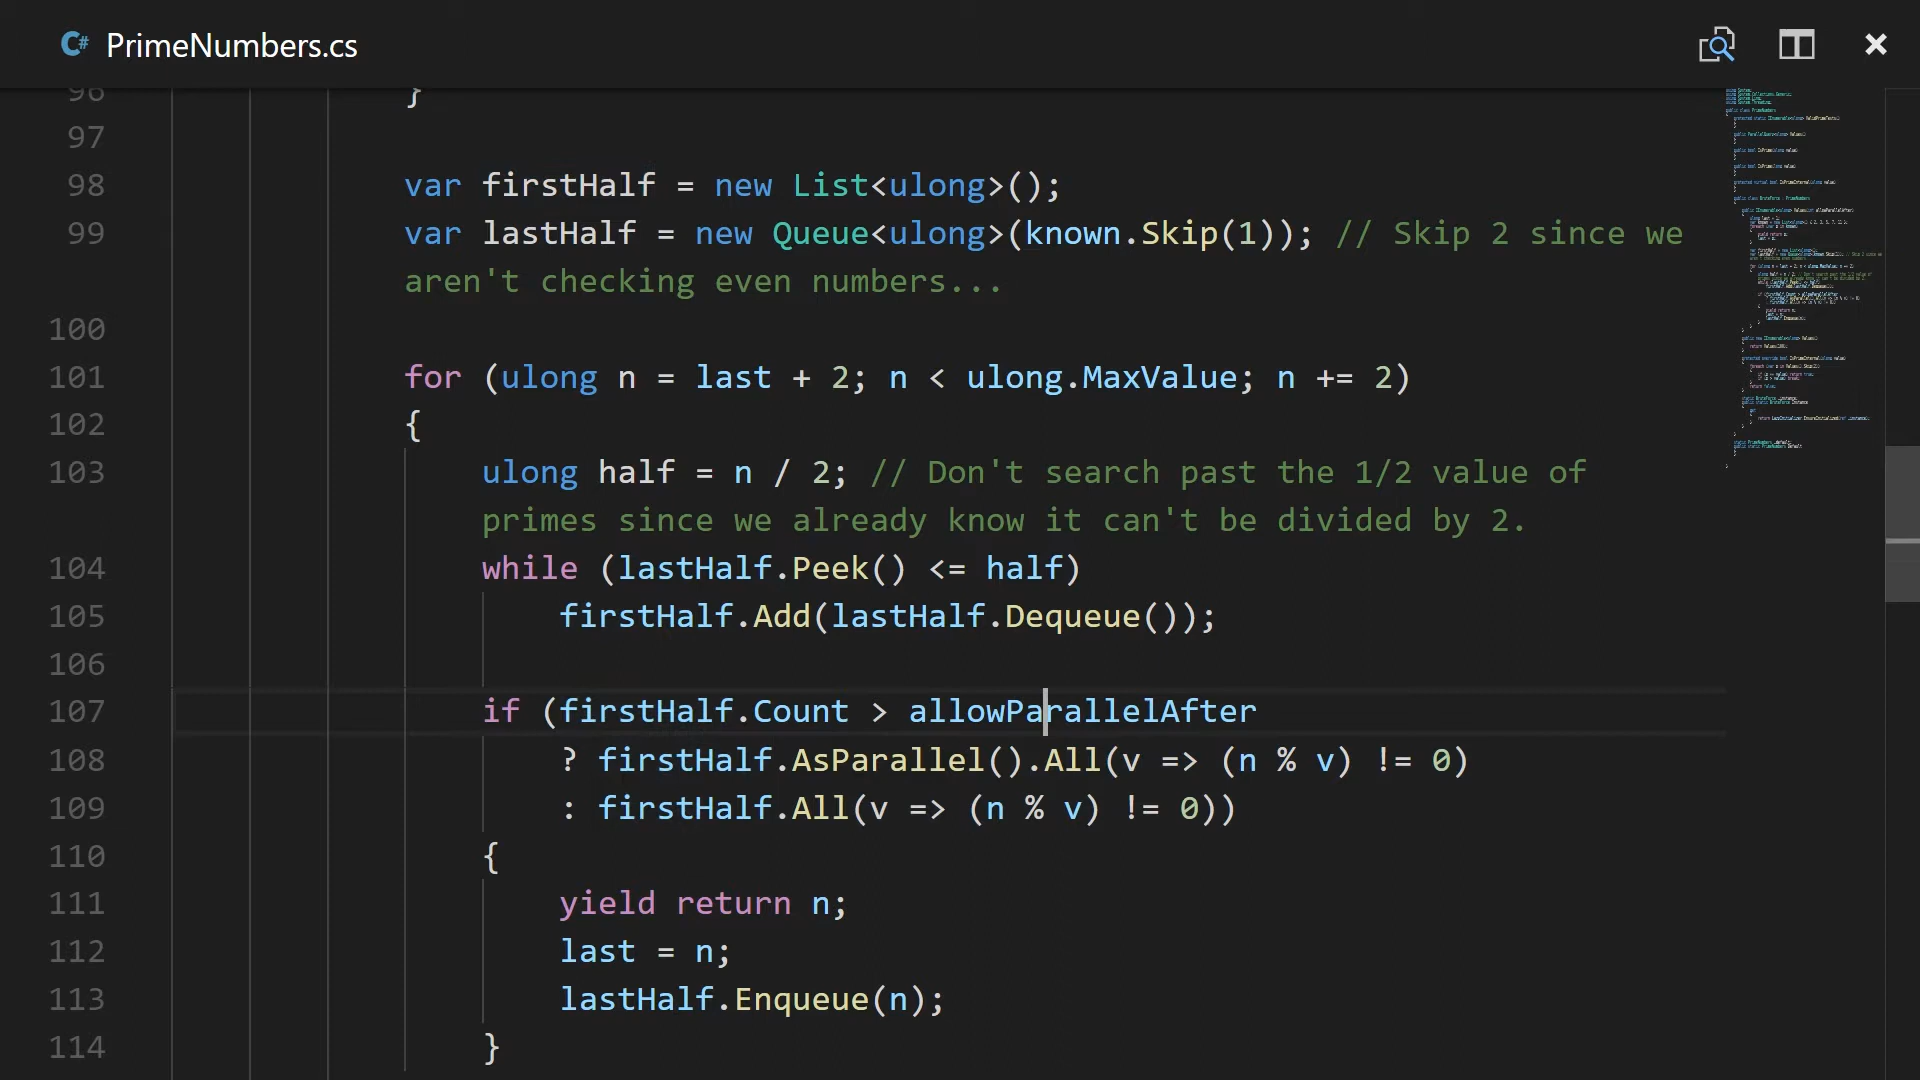 C# PrimeNumbers.cs
96 }
97
98 var firstHalf = new List<ulong>();
99 var lastHalf = new Queue<ulong>(known.Skip(1)); // Skip 2 since we
aren't checking even numbers...
100
101 for (ulong n = last + 2; n < ulong.MaxValue; n += 2)
102 {
103 ulong half = n / 2; // Don't search past the 1/2 value of
primes since we already know it can't be divided by 2.
104 while (lastHalf.Peek() <= half)
105 firstHalf.Add(lastHalf.Dequeue());
106
107 if (firstHalf.Count > allowParallelAfter
108 ? firstHalf.AsParallel().All(v => (n % v) != 0)
109 : firstHalf.All(v => (n % v) != 0))
110 {
111 yield return n;
112 last = n;
113 lastHalf.Enqueue(n);
114 }